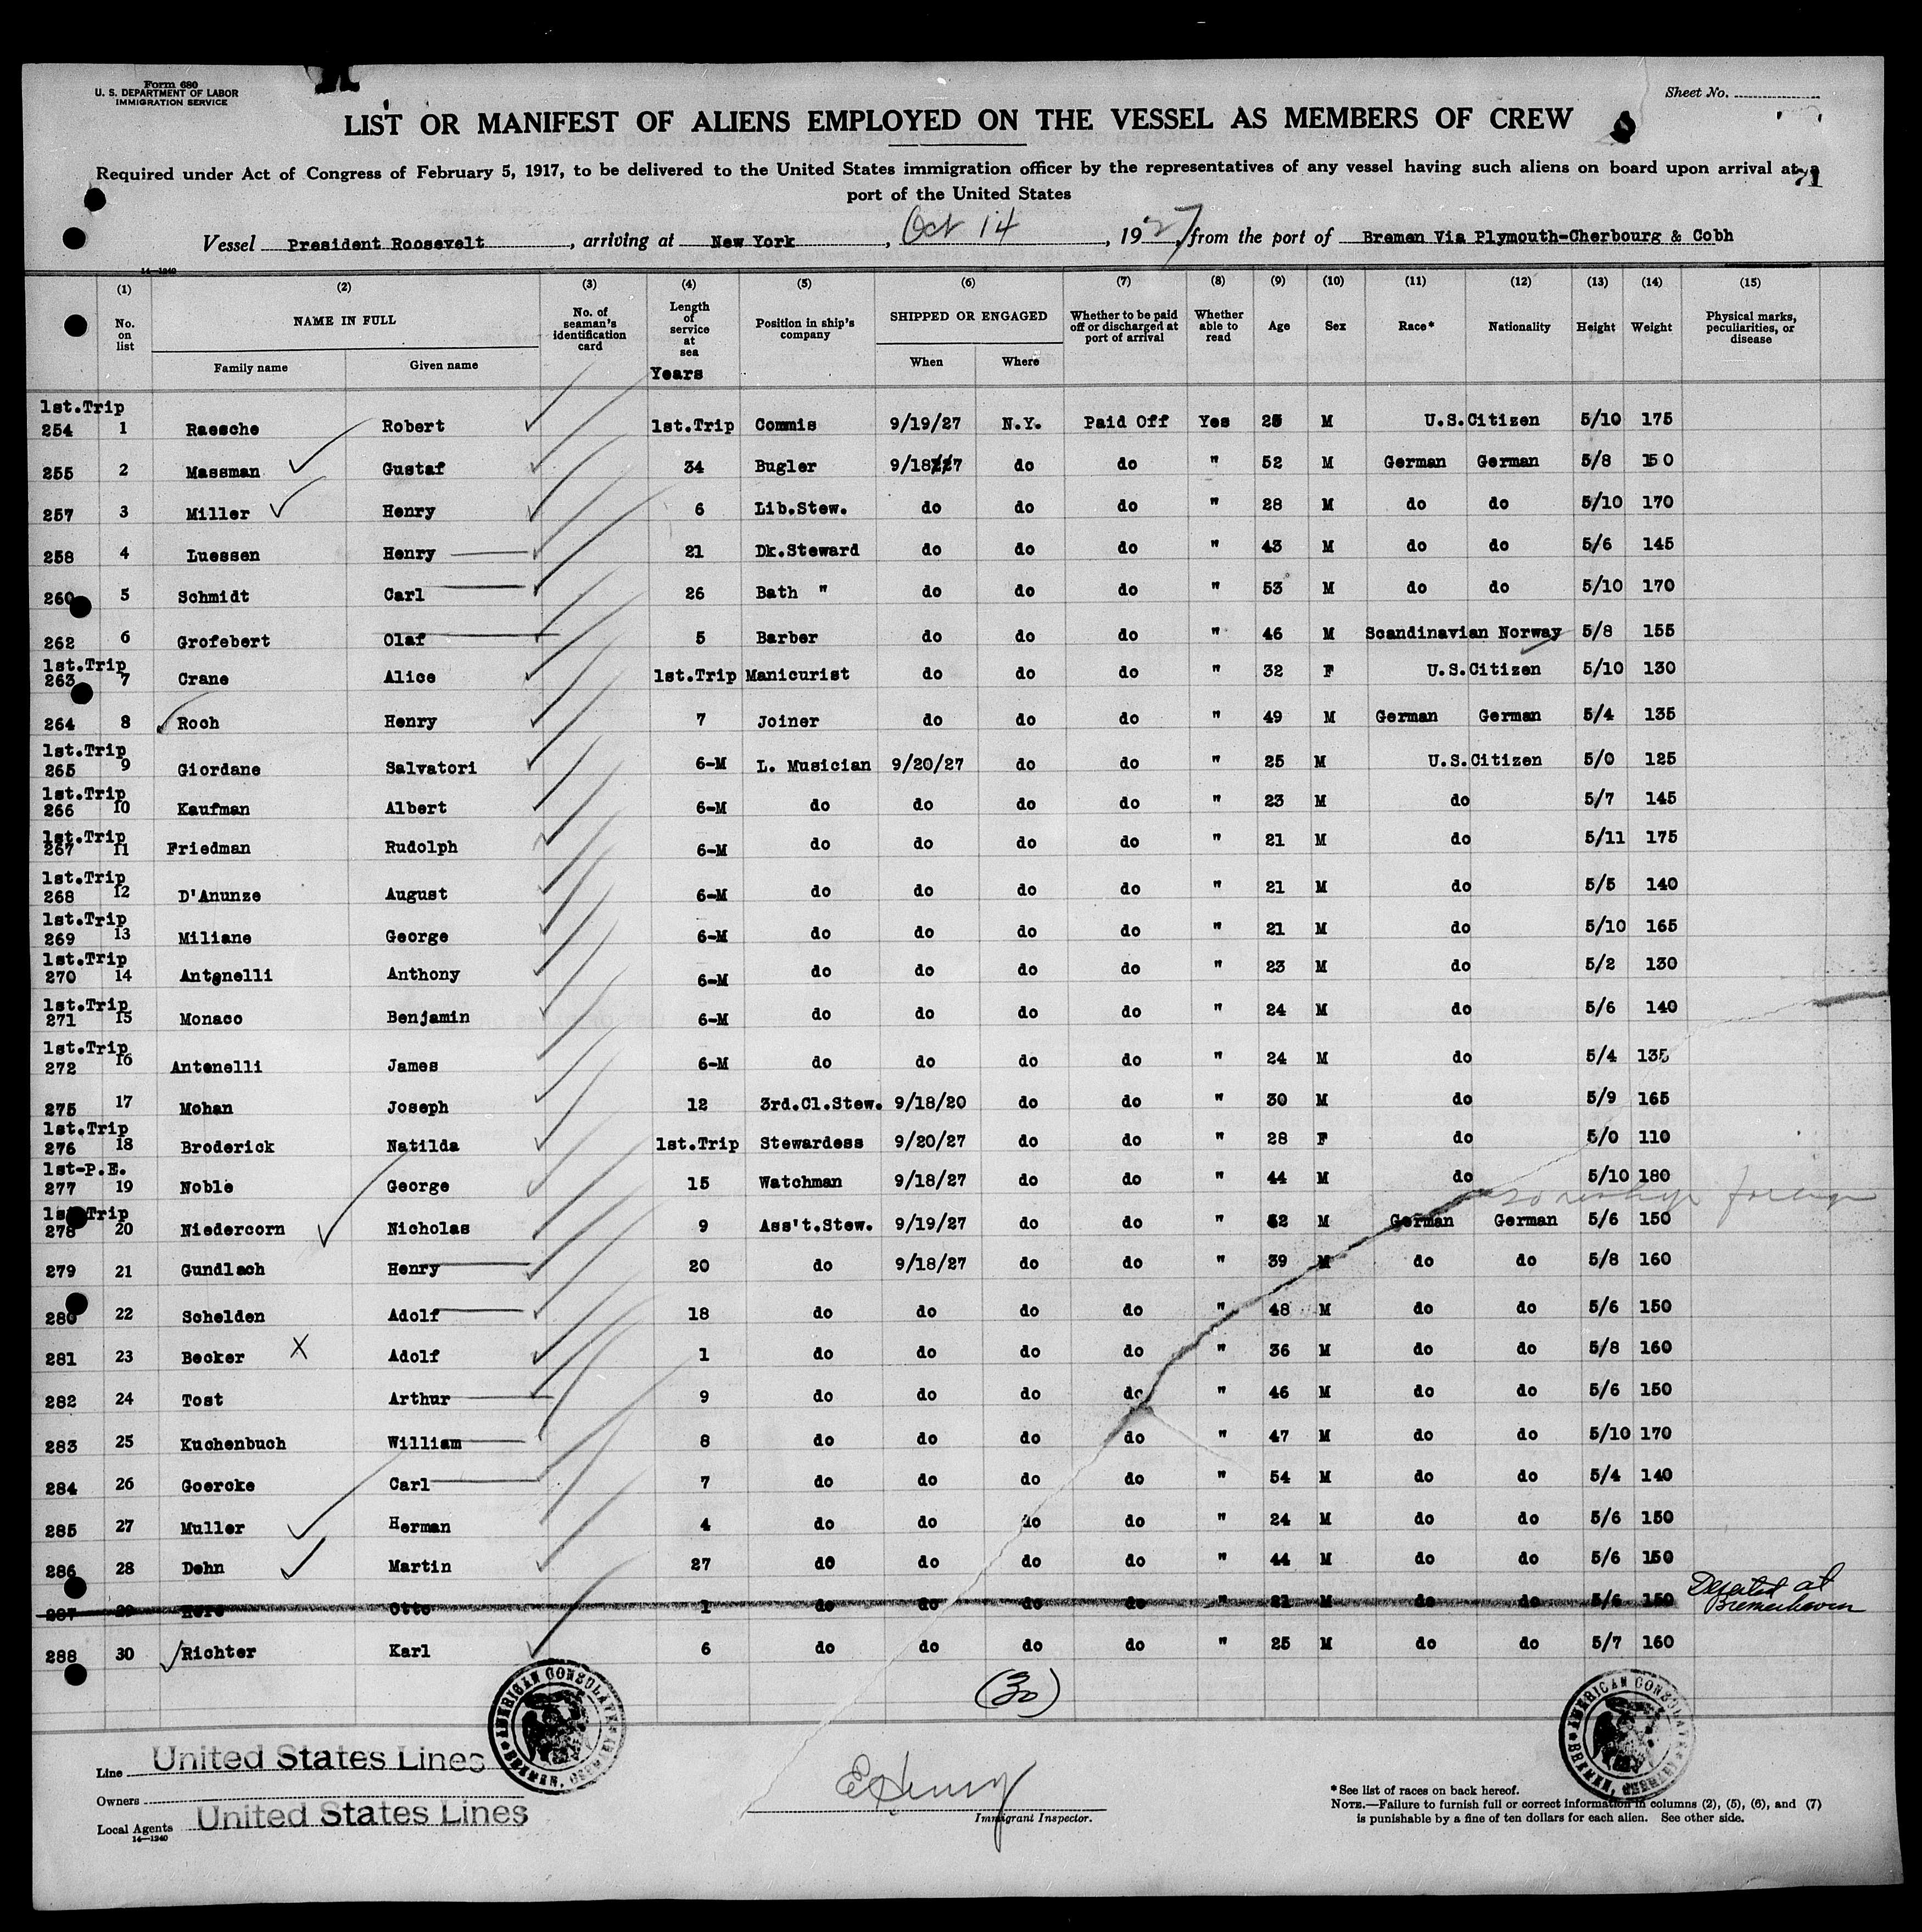 Form 680
U. S. DEPARTMENT OF LABOR
IMMIGRATION SERVICE
Sheet No.
LIST OR MANIFEST OF ALIENS EMPLOYED ON THE VESSEL AS MEMBERS OF CREW
Required under Act of Congress of February 5, 1917, to be delivered to the United States immigration officer by the representatives of any vessel having such aliens on board upon arrival at a
port of the United States
Vessel President Roosevelt, arriving at New York, Oct 14, 1927, from the port of Bremen Via Plymouth-Cherbourg & Cobh
14—1240
(1) (2) (3) (4) (5) (6) (7) (8) (9) (10) (11) (12) (13) (14) (15)
No. on list NAME IN FULL Family name Given name No. of seaman's identification card Length of service at sea Years Position in ship's company SHIPPED OR ENGAGED When Where Whether to be paid off or discharged at port of arrival Whether able to read Age Sex Race* Nationality Height Weight Physical marks, peculiarities, or disease
1st.Trip
254 1 Raesche Robert 1st.Trip Commis 9/19/27 N.Y. Paid Off Yes 25 M U.S.Citizen 5/10 175
255 2 Massman Gustaf 34 Bugler 9/18/27 do do " 52 M German German 5/8 150
257 3 Miller Henry 6 Lib.Stew. do do do " 28 M do do 5/10 170
258 4 Luessen Henry 21 Dk.Steward do do do " 43 M do do 5/6 145
260 5 Schmidt Carl 26 Bath " do do do " 53 M do do 5/10 170
262 6 Grofebert Olaf 5 Barber do do do " 46 M Scandinavian Norway 5/8 155
1st.Trip
263 7 Crane Alice 1st.Trip Manicurist do do do " 32 F U.S.Citizen 5/10 130
264 8 Roch Henry 7 Joiner do do do " 49 M German German 5/4 135
1st.Trip
265 9 Giordane Salvatori 6-M L. Musician 9/20/27 do do " 25 M U.S.Citizen 5/0 125
1st.Trip
266 10 Kaufman Albert 6-M do do do do " 23 M do 5/7 145
1st.Trip
267 11 Friedman Rudolph 6-M do do do do " 21 M do 5/11 175
1st.Trip
268 12 D'Anunze August 6-M do do do do " 21 M do 5/5 140
1st.Trip
269 13 Miliane George 6-M do do do do " 21 M do 5/10 165
1st.Trip
270 14 Antonelli Anthony 6-M do do do do " 23 M do 5/2 130
1st.Trip
271 15 Monaco Benjamin 6-M do do do do " 24 M do 5/6 140
1st.Trip
272 16 Antonelli James 6-M do do do do " 24 M do 5/4 135
275 17 Mohan Joseph 12 3rd.Cl.Stew. 9/18/20 do do " 30 M do 5/9 165
1st.Trip
276 18 Broderick Natilda 1st.Trip Stewardess 9/20/27 do do " 28 F do 5/0 110
1st-P.E.
277 19 Noble George 15 Watchman 9/18/27 do do " 44 M do 5/10 180
1st.Trip
278 20 Niedercorn Nicholas 9 Ass't.Stew. 9/19/27 do do " 52 M German German 5/6 150
279 21 Gundlach Henry 20 do 9/18/27 do do " 39 M do do 5/8 160
280 22 Schelden Adolf 18 do do do do " 48 M do do 5/6 150
281 23 Becker X Adolf 1 do do do do " 36 M do do 5/8 160
282 24 Tost Arthur 9 do do do do " 46 M do do 5/6 150
283 25 Kuchenbuch William 8 do do do do " 47 M do do 5/10 170
284 26 Goercke Carl 7 do do do do " 54 M do do 5/4 140
285 27 Muller Herman 4 do do do do " 24 M do do 5/6 150
286 28 Dehn Martin 27 do do do do " 44 M do do 5/6 150
287 29 Otto 1 do do do do " 21 M do do 5/6 150 Deserted at Bremerhaven
288 30 Richter Karl 6 do do do do " 25 M do do 5/7 160
(30)
AMERICAN CONSULATE BREMEN, GERMANY
AMERICAN CONSULATE BREMEN, GERMANY
Line United States Lines
Owners
Local Agents United States Lines
14—1240
E Henry
Immigrant Inspector.
*See list of races on back hereof.
NOTE.—Failure to furnish full or correct information in columns (2), (5), (6), and (7)
is punishable by a fine of ten dollars for each alien. See other side.